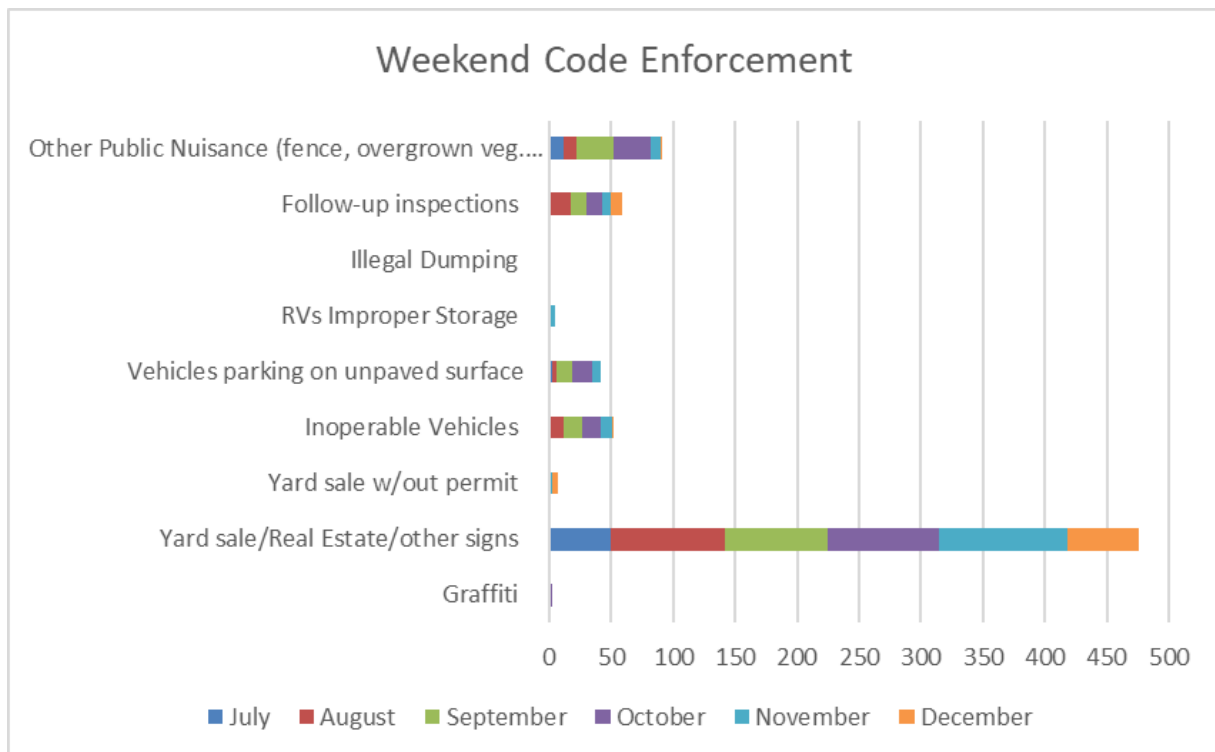 Weekend Code Enforcement
Other Public Nuisance (fence, overgrown veg....
Follow-up inspections
Illegal Dumping
RVs Improper Storage
Vehicles parking on unpaved surface
Inoperable Vehicles
Yard sale w/out permit
Yard sale/Real Estate/other signs
Graffiti
0 50 100 150 200 250 300 350 400 450 500
July August September October November December